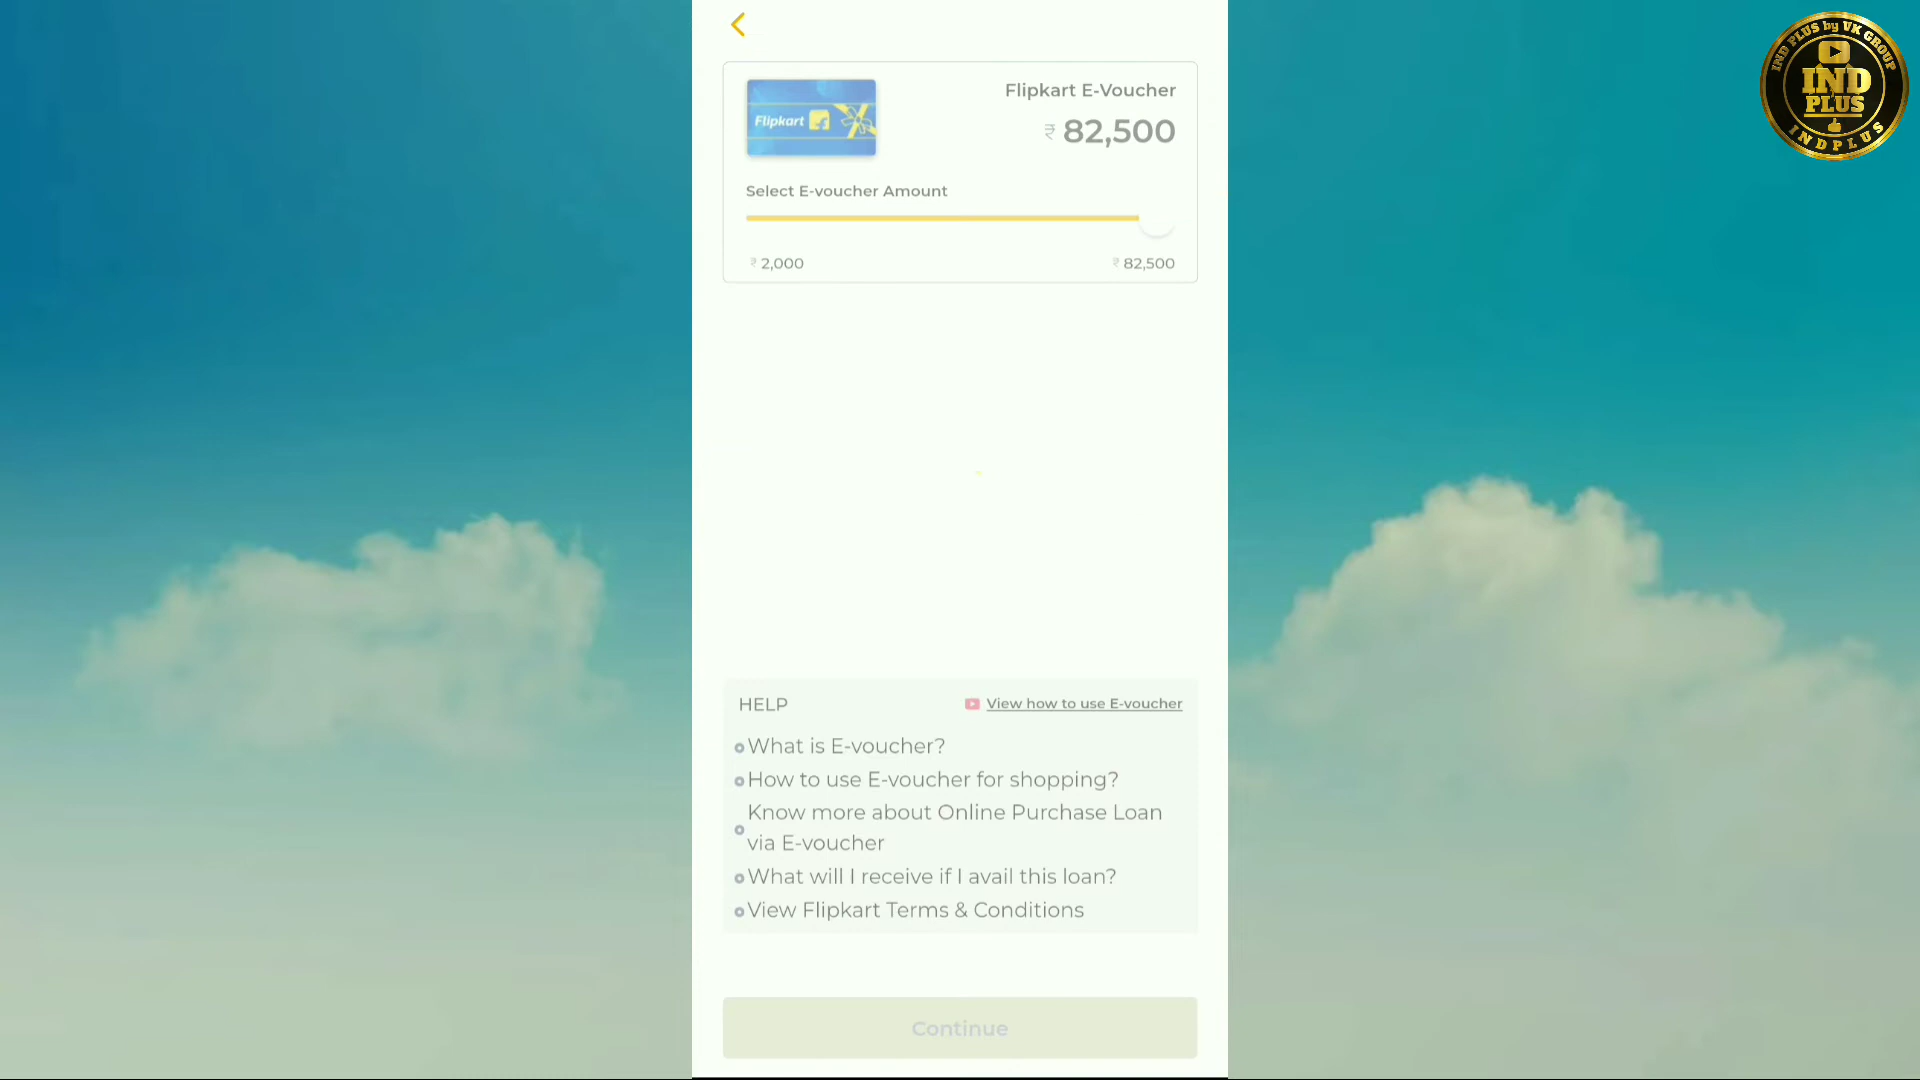 IND PLUS by VK GROUP
IND
PLUS
INDPLUS
Flipkart E-Voucher
Flipkart
₹ 82,500
Select E-voucher Amount
₹ 2,000
₹ 82,500
HELP
View how to use E-voucher
What is E-voucher?
How to use E-voucher for shopping?
Know more about Online Purchase Loan
via E-voucher
What will I receive if I avail this loan?
View Flipkart Terms & Conditions
Continue